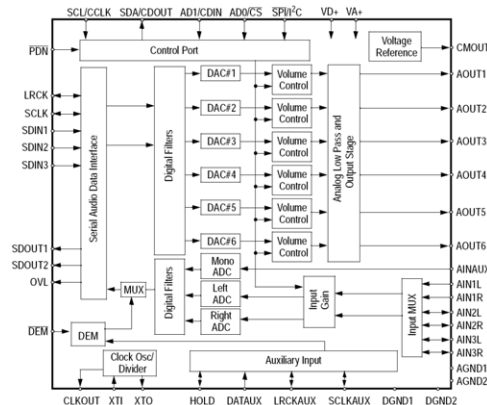 SCL/CCLK SDA/CDOUT AD1/CDIN AD0/CS SPI/I²C VD+ VA+
PDN
Control Port
Voltage
Reference
CMOUT
LRCK
SCLK
SDIN1
SDIN2
SDIN3
SDOUT1
SDOUT2
OVL
DEM
Serial Audio Data Interface
Digital Filters
DAC#1
DAC#2
DAC#3
DAC#4
DAC#5
DAC#6
Volume
Control
Volume
Control
Volume
Control
Volume
Control
Volume
Control
Volume
Control
Analog Low Pass and
Output Stage
AOUT1
AOUT2
AOUT3
AOUT4
AOUT5
AOUT6
MUX
DEM
Digital Filters
Mono
ADC
Left
ADC
Right
ADC
Input
Gain
Input MUX
AINAUX
AIN1L
AIN1R
AIN2L
AIN2R
AIN3L
AIN3R
AGND1
AGND2
Clock Osc/
Divider
Auxiliary Input
CLKOUT XTI XTO HOLD DATAUX LRCKAUX SCLKAUX DGND1 DGND2